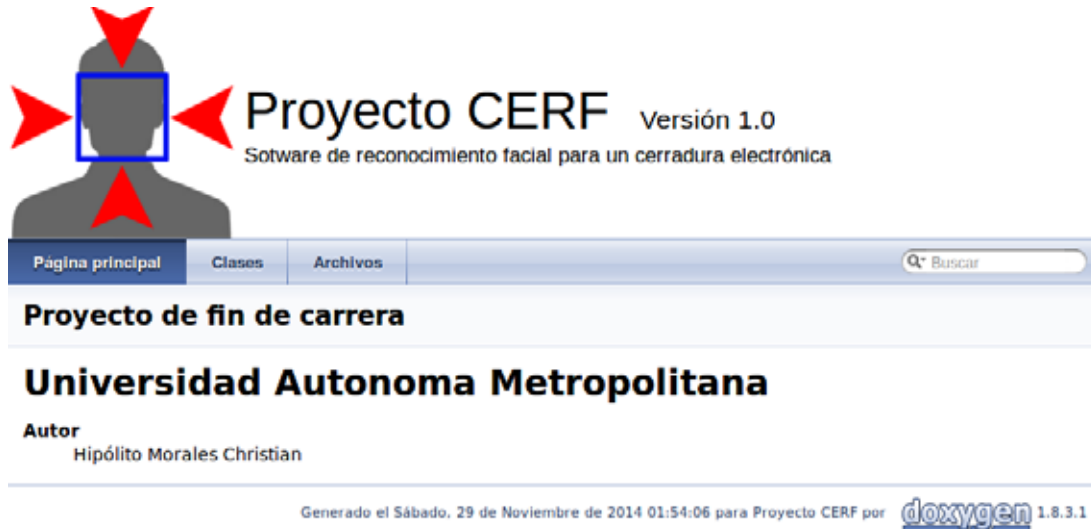 Proyecto CERF Versión 1.0
Sotware de reconocimiento facial para un cerradura electrónica
Página principal Clases Archivos Buscar
Proyecto de fin de carrera
Universidad Autonoma Metropolitana
Autor
Hipólito Morales Christian
Generado el Sábado, 29 de Noviembre de 2014 01:54:06 para Proyecto CERF por doxygen 1.8.3.1